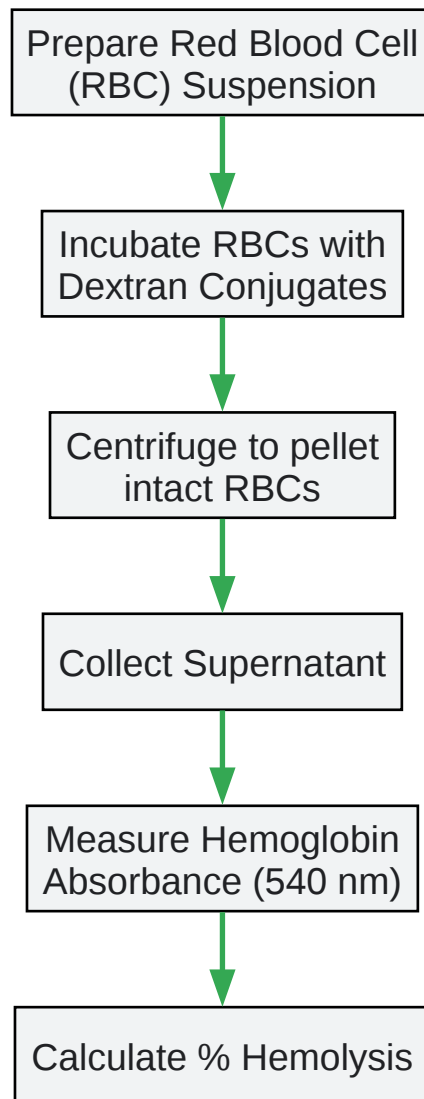 Prepare Red Blood Cell
(RBC) Suspension
Incubate RBCs with
Dextran Conjugates
Centrifuge to pellet
intact RBCs
Collect Supernatant
Measure Hemoglobin
Absorbance (540 nm)
Calculate % Hemolysis